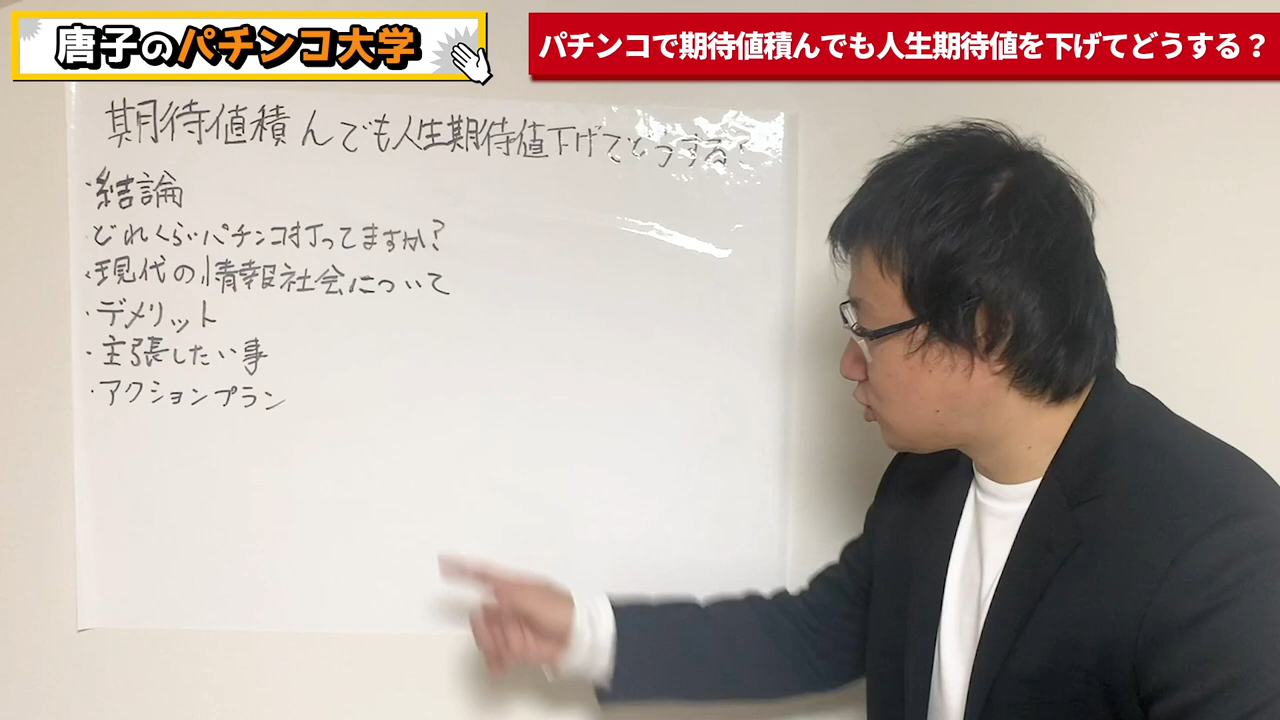 唐子のパチンコ大学
パチンコで期待値積んでも人生期待値を下げてどうする？
期待値積んでも人生期待値下げてどうする?
・結論
どれくらいパチンコ打ってますか?
・現代の情報社会について
・デメリット
・主張したい事
・アクションプラン